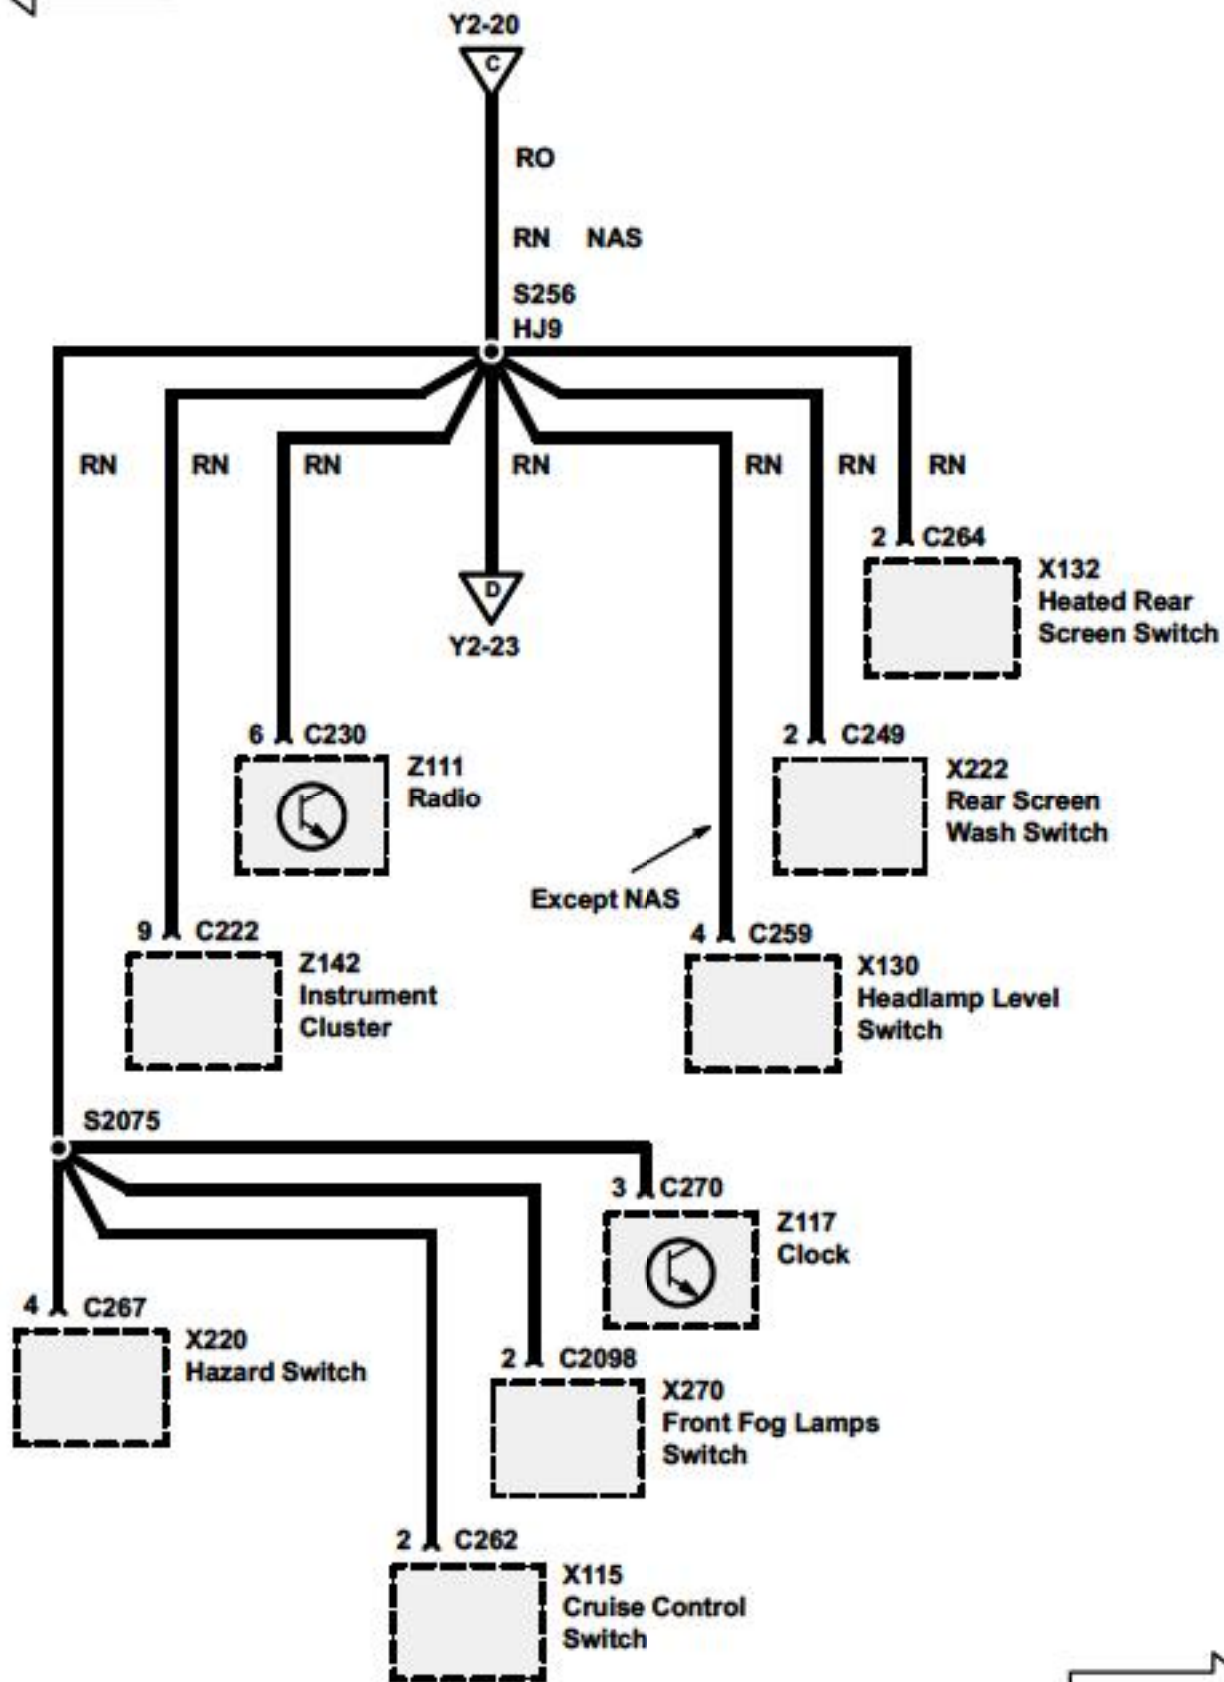 Y2-20
C
RO
RN NAS
S256
HJ9
RN RN RN RN RN RN RN
2 C264
X132
Heated Rear
Screen Switch
D
Y2-23
6 C230
Z111
Radio
2 C249
X222
Rear Screen
Wash Switch
Except NAS
9 C222
Z142
Instrument
Cluster
4 C259
X130
Headlamp Level
Switch
S2075
3 C270
Z117
Clock
4 C267
X220
Hazard Switch
2 C2098
X270
Front Fog Lamps
Switch
2 C262
X115
Cruise Control
Switch